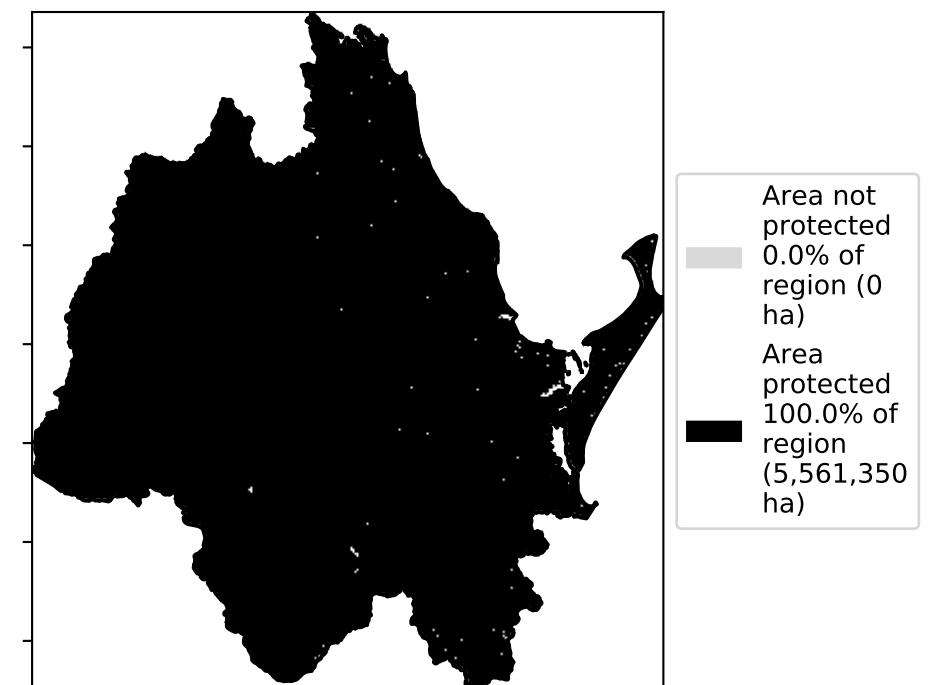 Area not
protected
0.0% of
region (0
ha)
Area
protected
100.0% of
region
(5,561,350
ha)